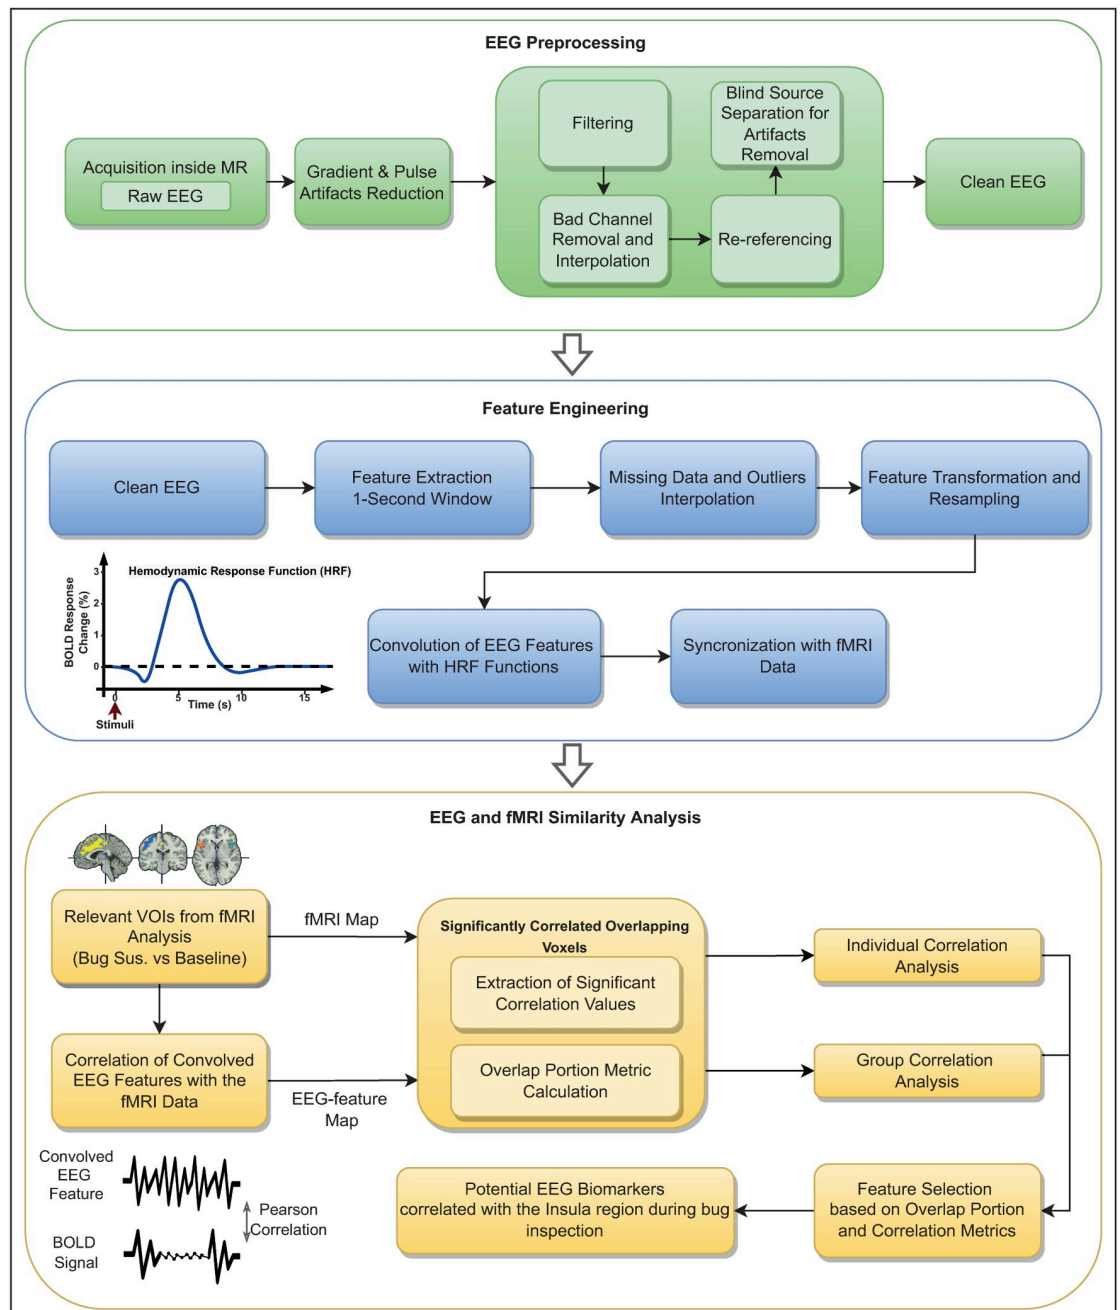 EEG Preprocessing
Acquisition inside MR
Raw EEG
Gradient & Pulse
Artifacts Reduction
Filtering
Bad Channel
Removal and
Interpolation
Re-referencing
Blind Source
Separation for
Artifacts
Removal
Clean EEG
Feature Engineering
Clean EEG
Feature Extraction
1-Second Window
Missing Data and Outliers
Interpolation
Feature Transformation and
Resampling
Hemodynamic Response Function (HRF)
BOLD Response
Change (%)
3
2
1
0
0
5
10
15
Time (s)
Stimuli
Convolution of EEG Features
with HRF Functions
Syncronization with fMRI
Data
EEG and fMRI Similarity Analysis
Relevant VOIs from fMRI
Analysis
(Bug Sus. vs Baseline)
fMRI Map
Correlation of Convolved
EEG Features with the
fMRI Data
EEG-feature
Map
Significantly Correlated Overlapping
Voxels
Extraction of Significant
Correlation Values
Overlap Portion Metric
Calculation
Individual Correlation
Analysis
Group Correlation
Analysis
Feature Selection
based on Overlap Portion
and Correlation Metrics
Potential EEG Biomarkers
correlated with the Insula region during bug
inspection
Convolved
EEG
Feature
Pearson
Correlation
BOLD
Signal